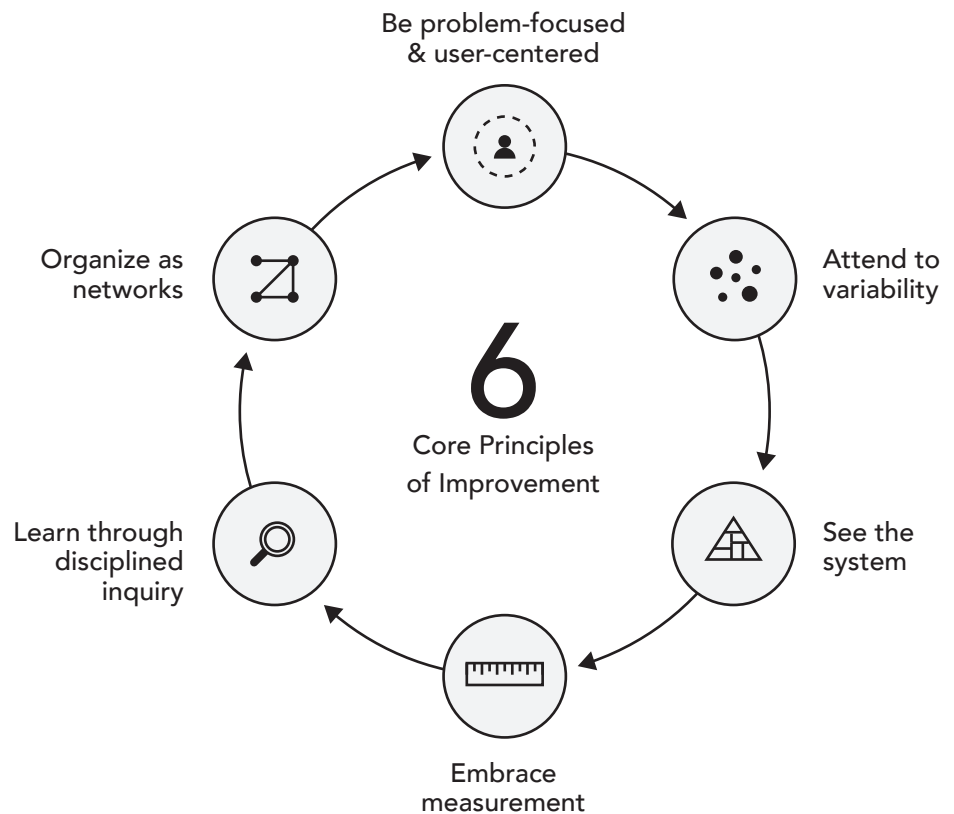 Be problem-focused
& user-centered
Attend to
variability
See the
system
Embrace
measurement
Learn through
disciplined
inquiry
Organize as
networks
6
Core Principles
of Improvement